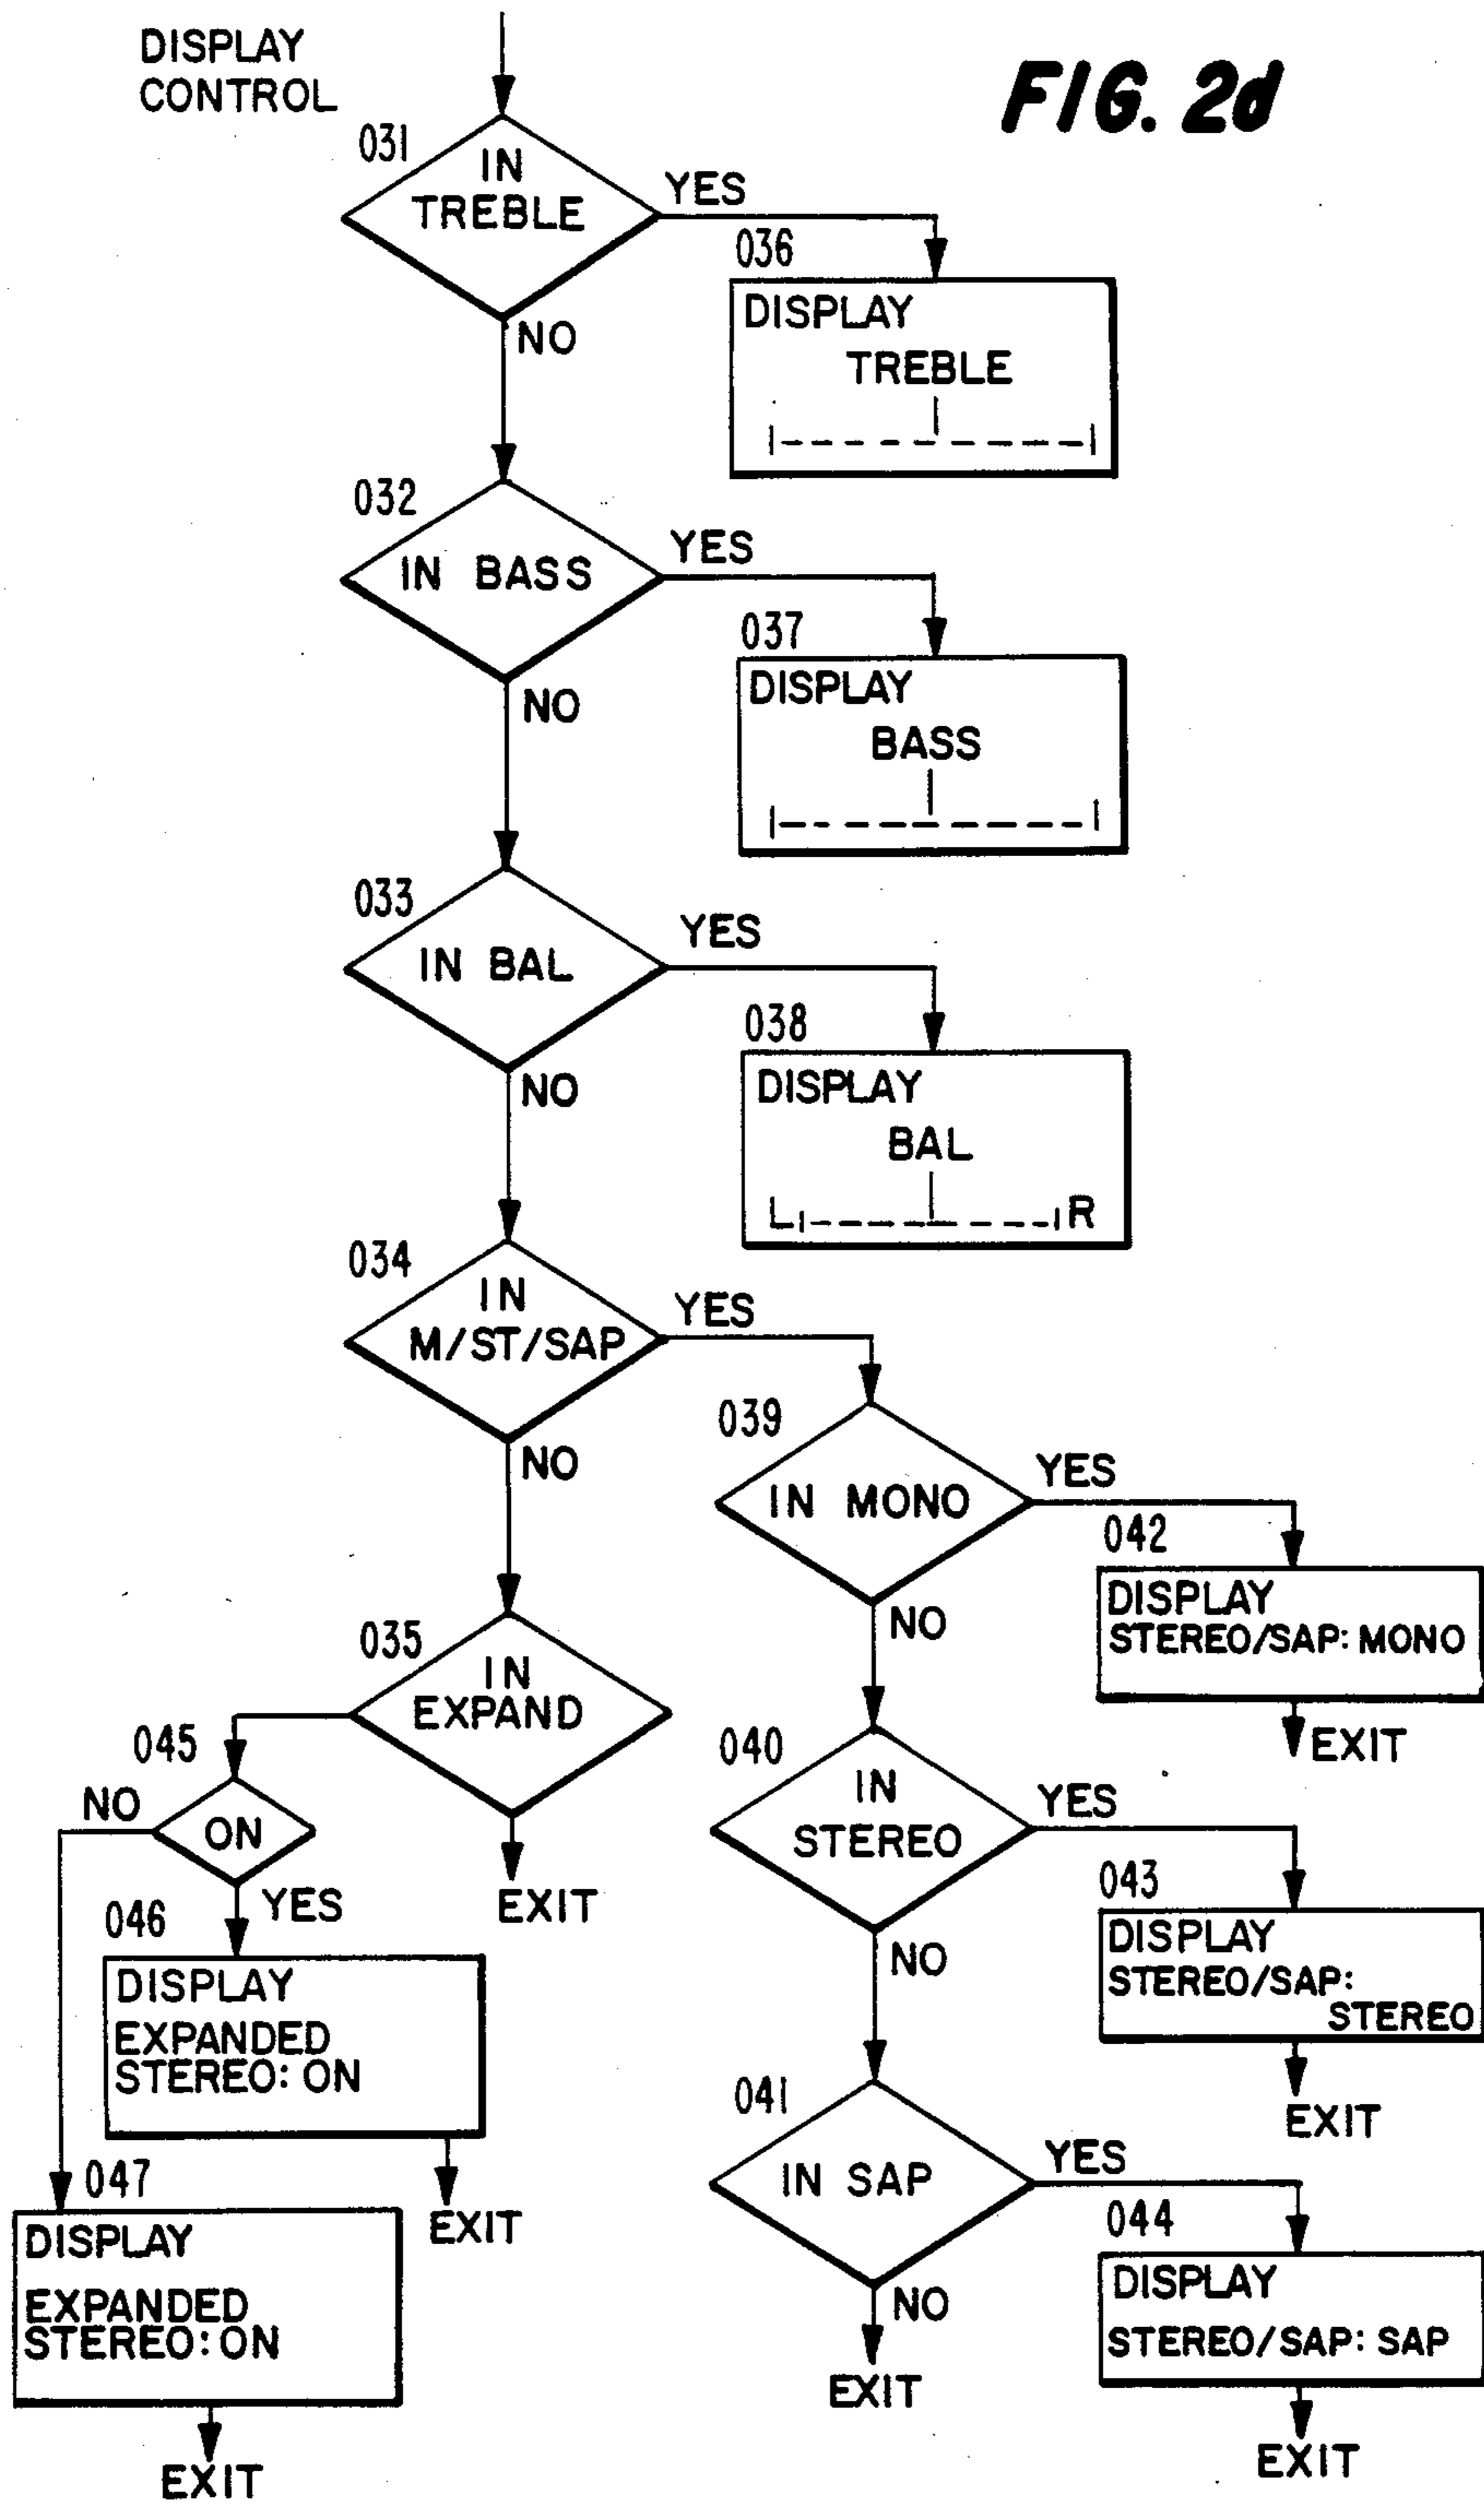 DISPLAY
CONTROL
FIG. 2d
031
IN
TREBLE
YES
NO
036
DISPLAY
TREBLE
032
IN BASS
YES
NO
037
DISPLAY
BASS
033
IN BAL
YES
NO
038
DISPLAY
BAL
L R
034
IN
M/ST/SAP
YES
NO
039
IN MONO
YES
NO
042
DISPLAY
STEREO/SAP: MONO
EXIT
035
IN
EXPAND
EXIT
045
ON
NO
YES
046
DISPLAY
EXPANDED
STEREO: ON
EXIT
047
DISPLAY
EXPANDED
STEREO: ON
EXIT
040
IN
STEREO
YES
NO
043
DISPLAY
STEREO/SAP:
STEREO
EXIT
041
IN SAP
YES
NO
EXIT
044
DISPLAY
STEREO/SAP: SAP
EXIT